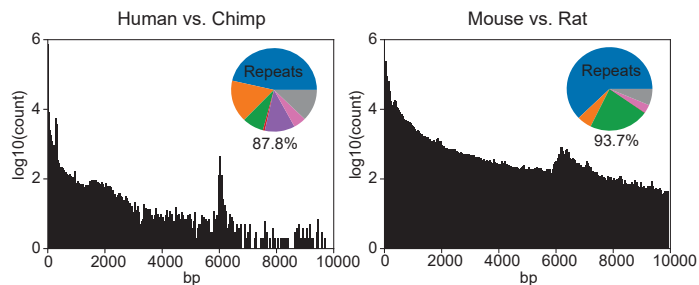 Human vs. Chimp
log10(count)
6
4
2
0
Repeats
87.8%
0 2000 4000 6000 8000 10000
bp
Mouse vs. Rat
log10(count)
6
4
2
0
Repeats
93.7%
0 2000 4000 6000 8000 10000
bp